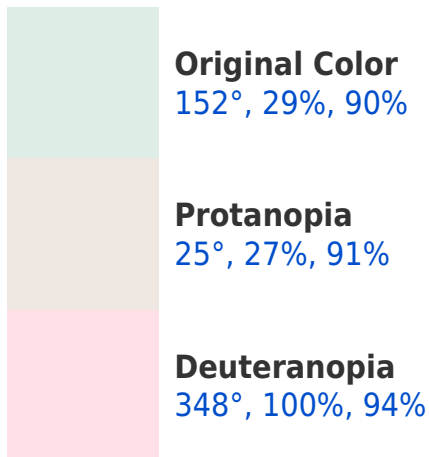 Original Color
152°, 29%, 90%
Protanopia
25°, 27%, 91%
Deuteranopia
348°, 100%, 94%